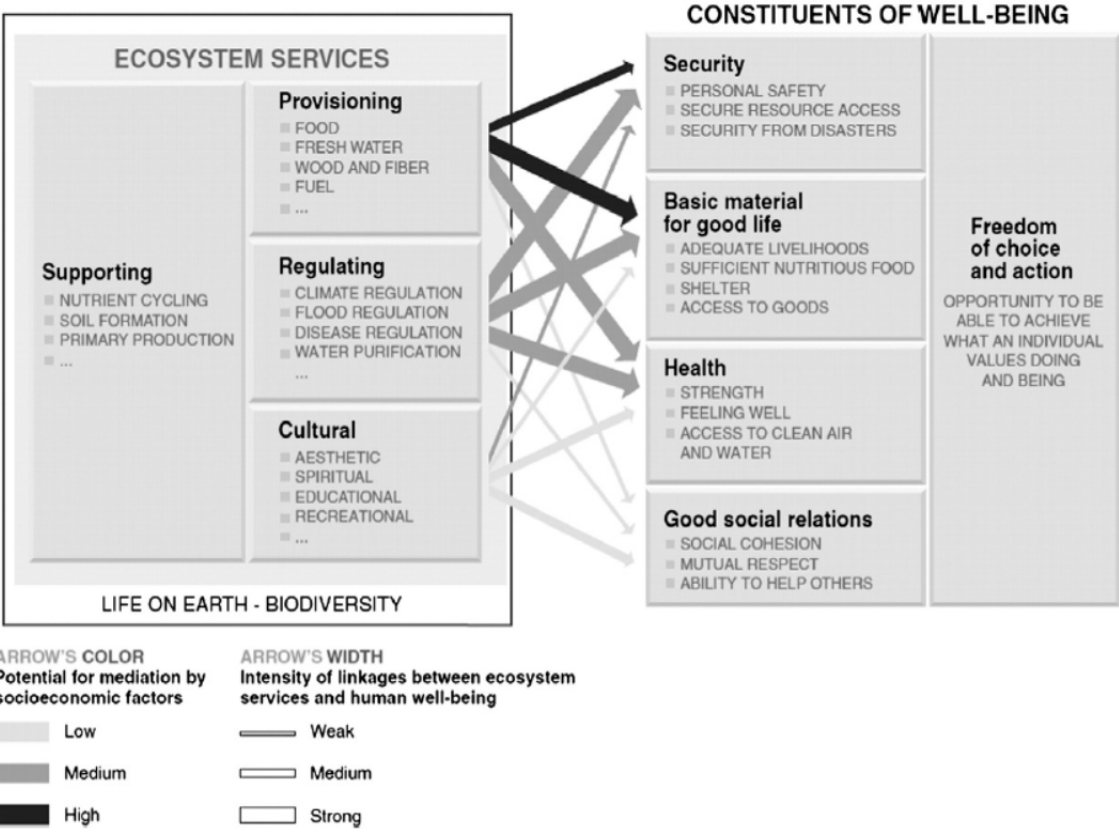 ECOSYSTEM SERVICES
Supporting
NUTRIENT CYCLING
SOIL FORMATION
PRIMARY PRODUCTION
...
Provisioning
FOOD
FRESH WATER
WOOD AND FIBER
FUEL
...
Regulating
CLIMATE REGULATION
FLOOD REGULATION
DISEASE REGULATION
WATER PURIFICATION
...
Cultural
AESTHETIC
SPIRITUAL
EDUCATIONAL
RECREATIONAL
...
LIFE ON EARTH - BIODIVERSITY
CONSTITUENTS OF WELL-BEING
Security
PERSONAL SAFETY
SECURE RESOURCE ACCESS
SECURITY FROM DISASTERS
Basic material
for good life
ADEQUATE LIVELIHOODS
SUFFICIENT NUTRITIOUS FOOD
SHELTER
ACCESS TO GOODS
Health
STRENGTH
FEELING WELL
ACCESS TO CLEAN AIR
AND WATER
Good social relations
SOCIAL COHESION
MUTUAL RESPECT
ABILITY TO HELP OTHERS
Freedom
of choice
and action
OPPORTUNITY TO BE
ABLE TO ACHIEVE
WHAT AN INDIVIDUAL
VALUES DOING
AND BEING
ARROW'S COLOR
Potential for mediation by
socioeconomic factors
Low
Medium
High
ARROW'S WIDTH
Intensity of linkages between ecosystem
services and human well-being
Weak
Medium
Strong